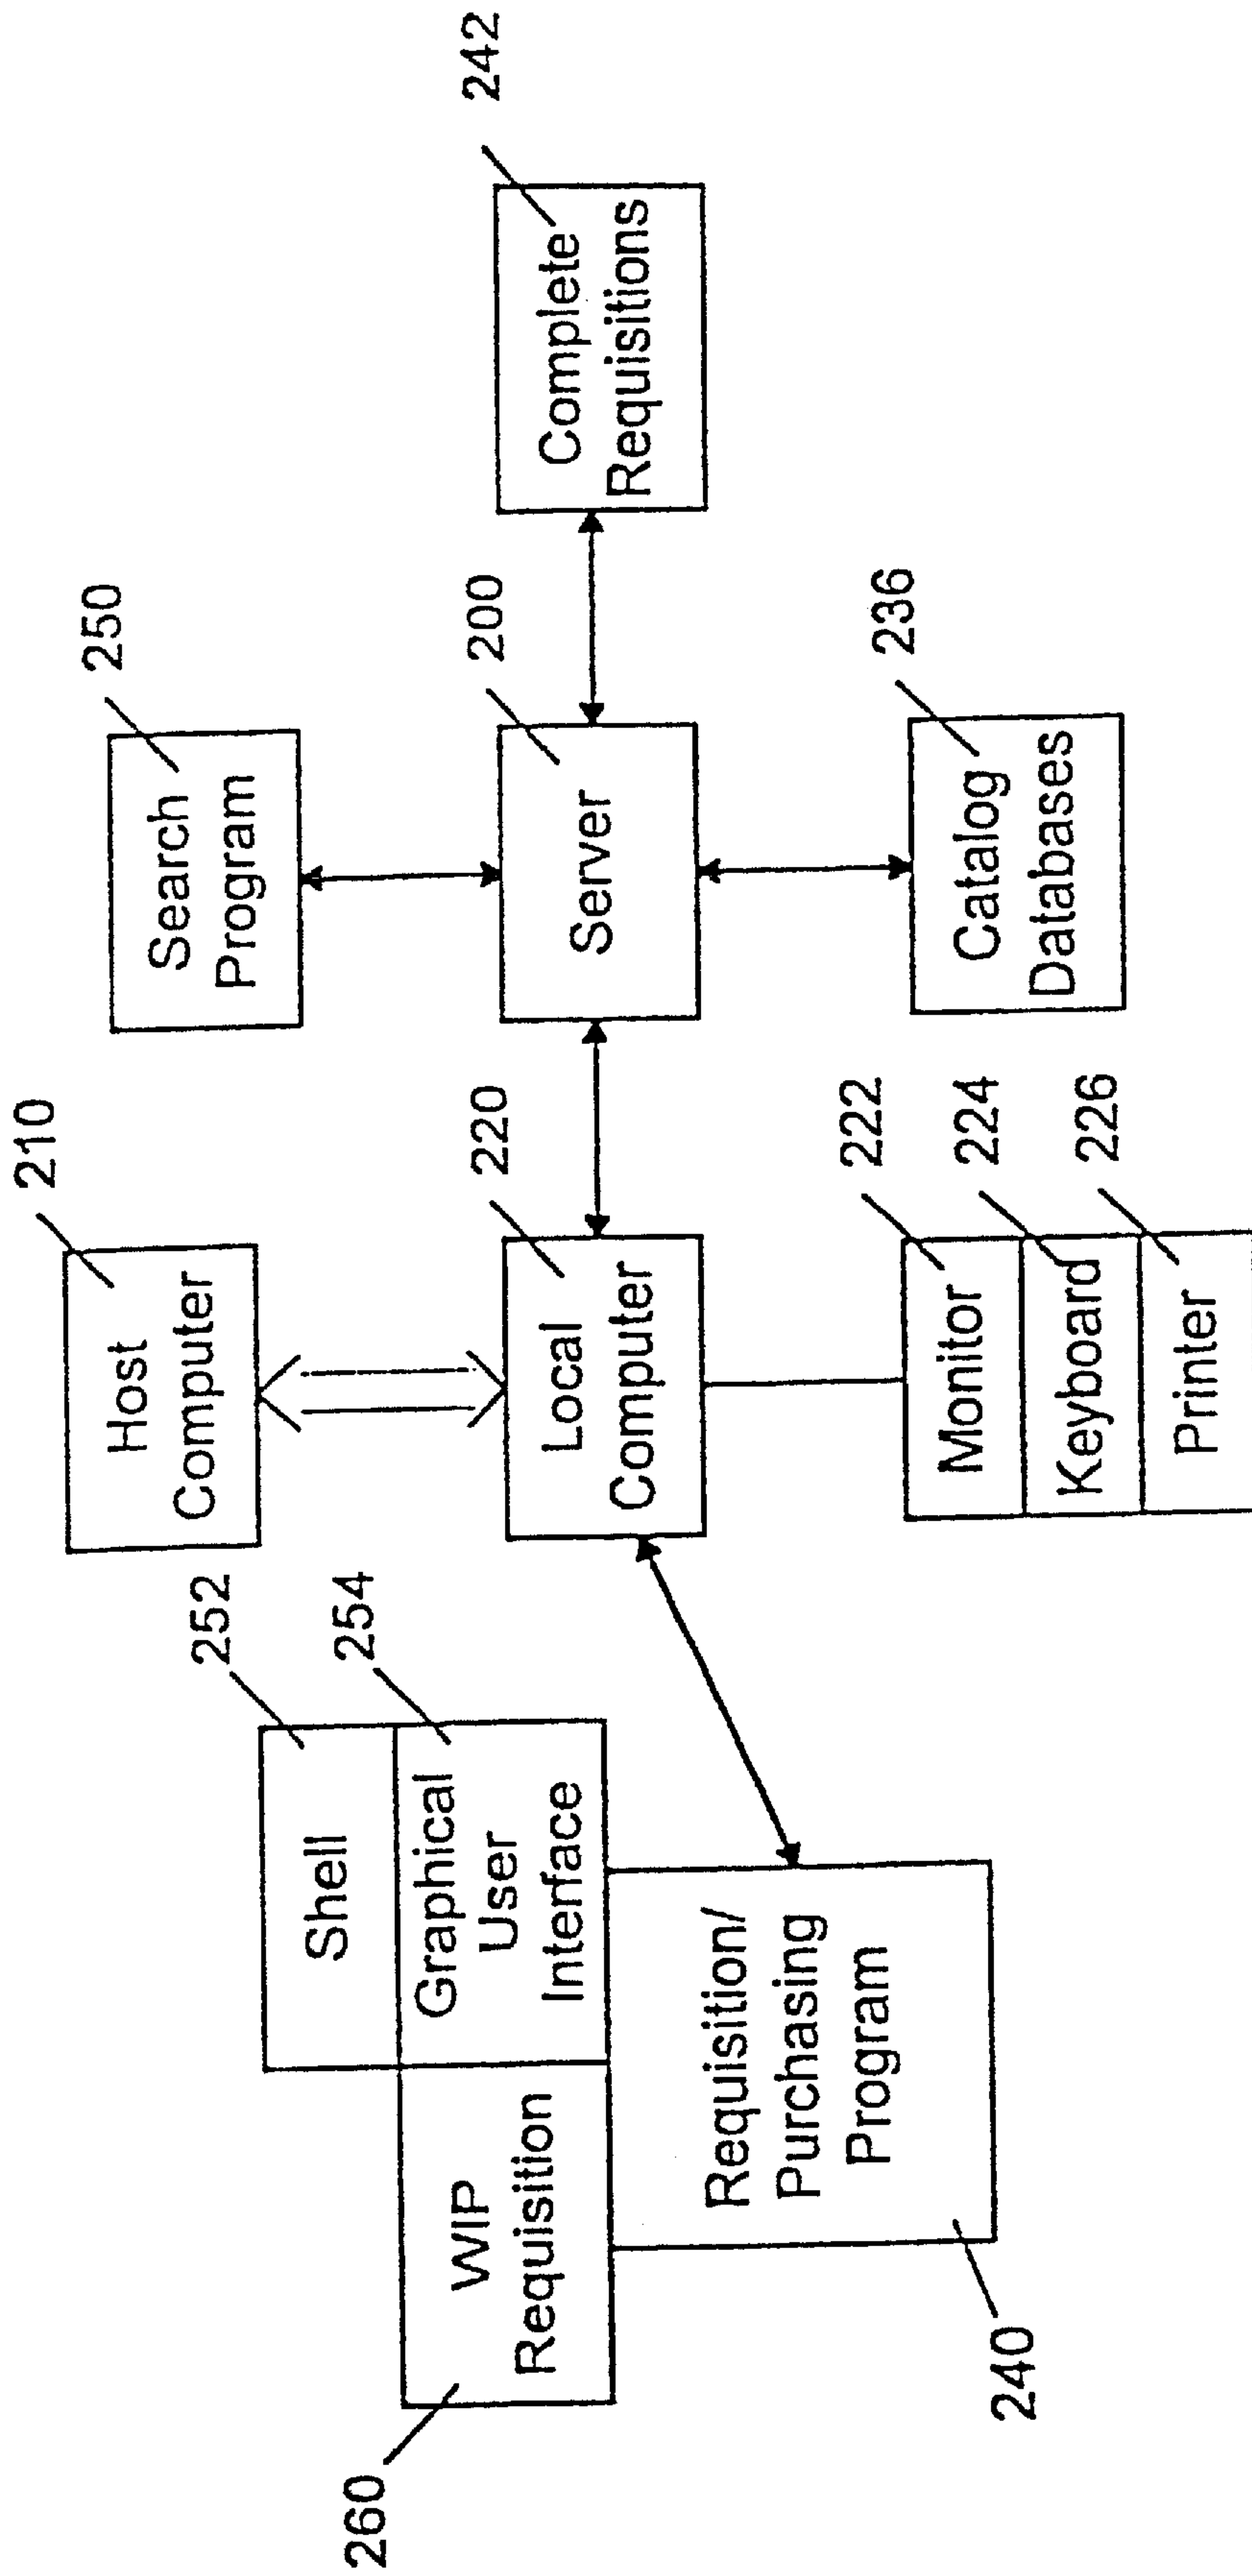 210
Host
Computer
250
Search
Program
252
Shell
254
Graphical
User
Interface
260
WIP
Requisition
220
Local
Computer
200
Server
242
Complete
Requisitions
Requisition/
Purchasing
Program
240
222
Monitor
224
Keyboard
226
Printer
236
Catalog
Databases